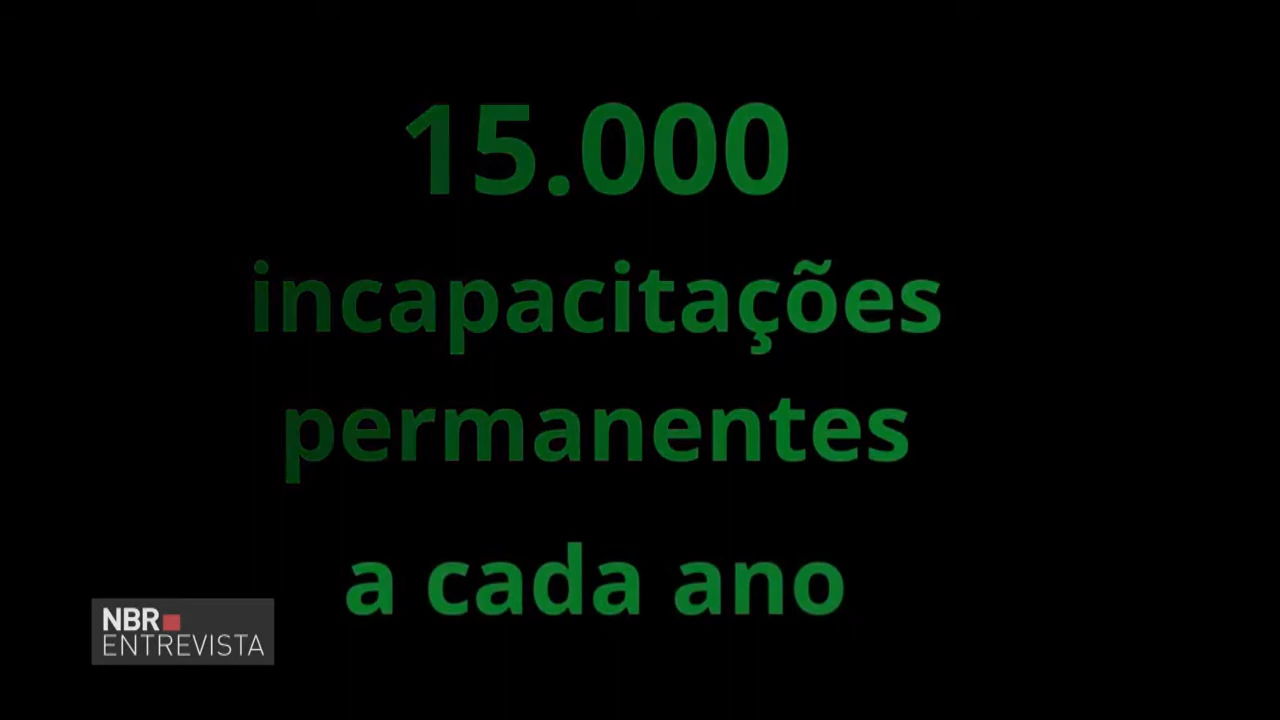 15.000
incapacitações
permanentes
a cada ano
NBR
ENTREVISTA